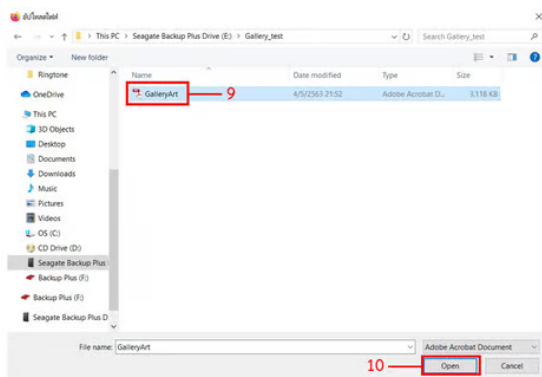 อัปโหลดไฟล์
This PC > Seagate Backup Plus Drive (E:) > Gallery_test
Search Gallery_test
Organize
New folder
Name
Date modified
Type
Size
Ringtone
OneDrive
This PC
3D Objects
Desktop
Documents
Downloads
Music
Pictures
Videos
OS (C:)
CD Drive (D:)
Seagate Backup Plus
Backup Plus (F:)
Backup Plus (F:)
Seagate Backup Plus D
GalleryArt
9
4/5/2563 21:52
Adobe Acrobat D...
3,118 KB
File name: GalleryArt
Adobe Acrobat Document
10
Open
Cancel